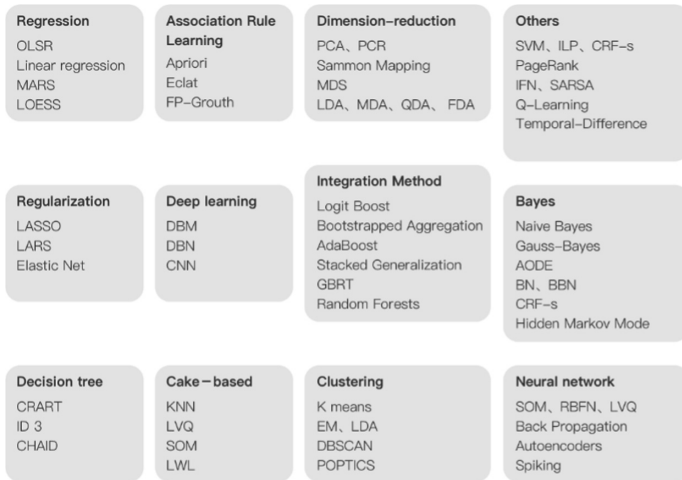 Regression
OLSR
Linear regression
MARS
LOESS
Association Rule
Learning
Apriori
Eclat
FP-Grouth
Dimension-reduction
PCA、PCR
Sammon Mapping
MDS
LDA、MDA、QDA、 FDA
Others
SVM、ILP、CRF-s
PageRank
IFN、SARSA
Q-Learning
Temporal-Difference
Regularization
LASSO
LARS
Elastic Net
Deep learning
DBM
DBN
CNN
Integration Method
Logit Boost
Bootstrapped Aggregation
AdaBoost
Stacked Generalization
GBRT
Random Forests
Bayes
Naive Bayes
Gauss-Bayes
AODE
BN、BBN
CRF-s
Hidden Markov Mode
Decision tree
CRART
ID 3
CHAID
Cake-based
KNN
LVQ
SOM
LWL
Clustering
K means
EM、LDA
DBSCAN
POPTICS
Neural network
SOM、RBFN、LVQ
Back Propagation
Autoencoders
Spiking